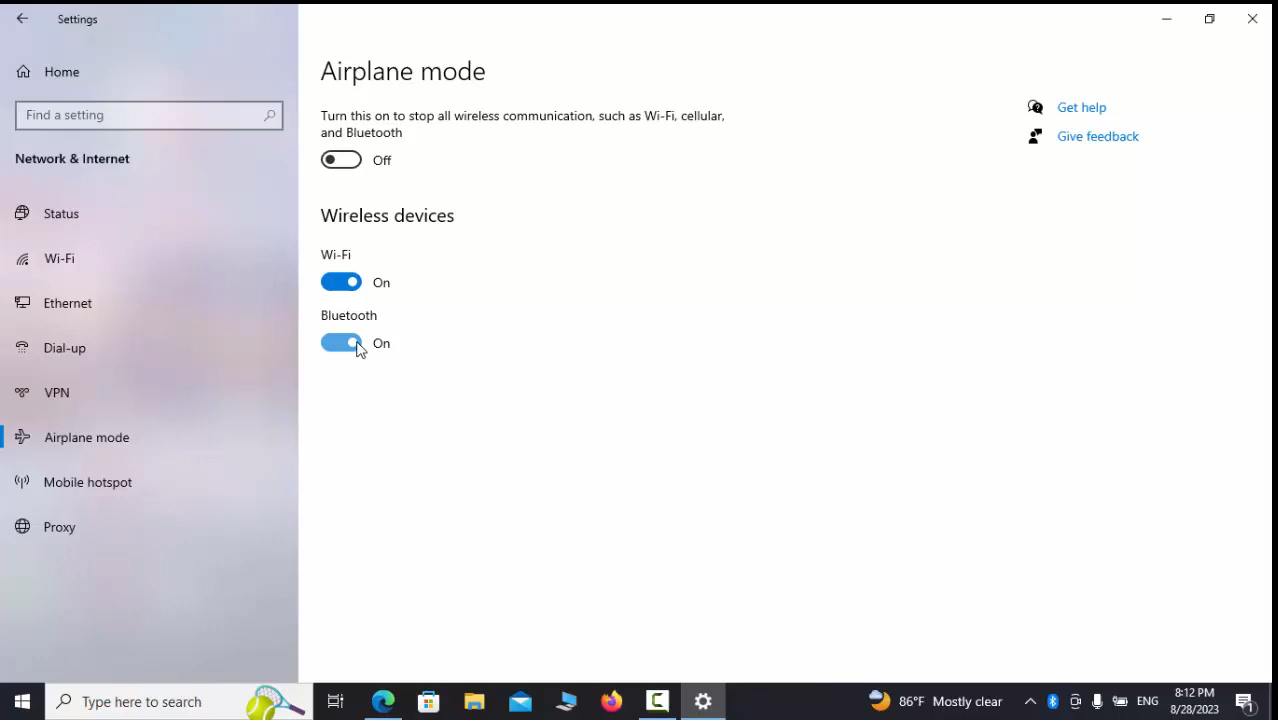 Settings
Home
Find a setting
Network & Internet
Status
Wi-Fi
Ethernet
Dial-up
VPN
Airplane mode
Mobile hotspot
Proxy
Airplane mode
Turn this on to stop all wireless communication, such as Wi-Fi, cellular,
and Bluetooth
Off
Wireless devices
Wi-Fi
On
Bluetooth
On
Get help
Give feedback
Type here to search
86°F Mostly clear
ENG
8:12 PM
8/28/2023
1